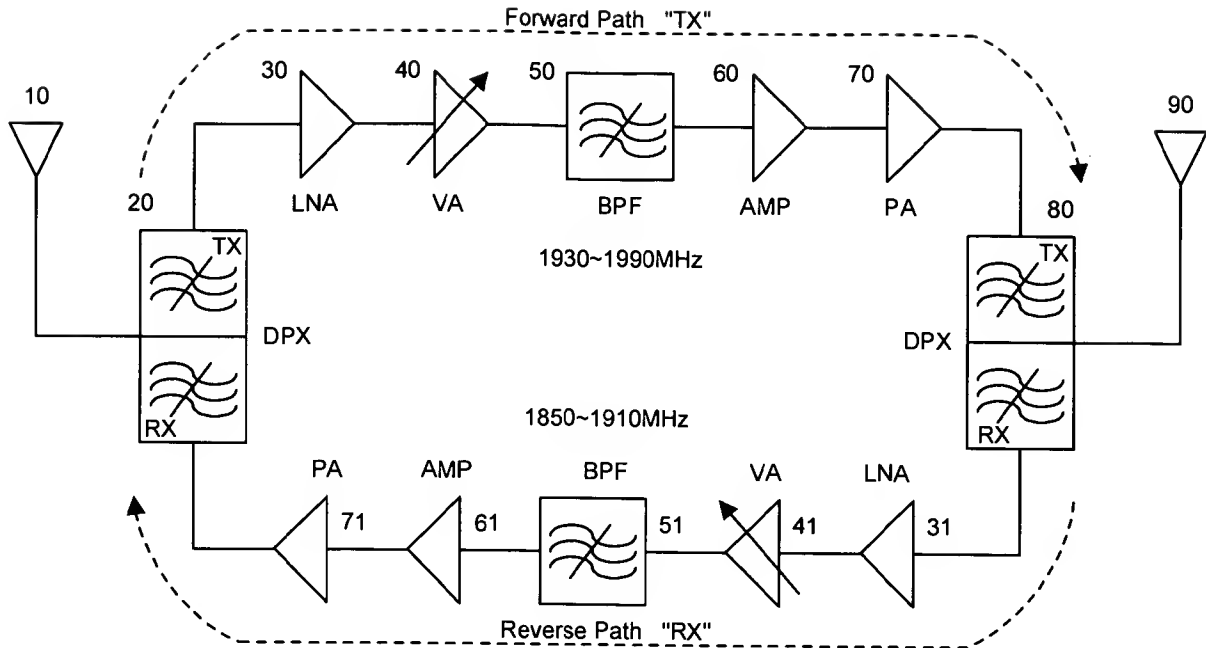 Forward Path "TX"
10
30
40
50
60
70
90
20
LNA
VA
BPF
AMP
PA
80
TX
TX
1930~1990MHz
DPX
DPX
1850~1910MHz
RX
RX
PA
AMP
BPF
VA
LNA
71
61
51
41
31
Reverse Path "RX"